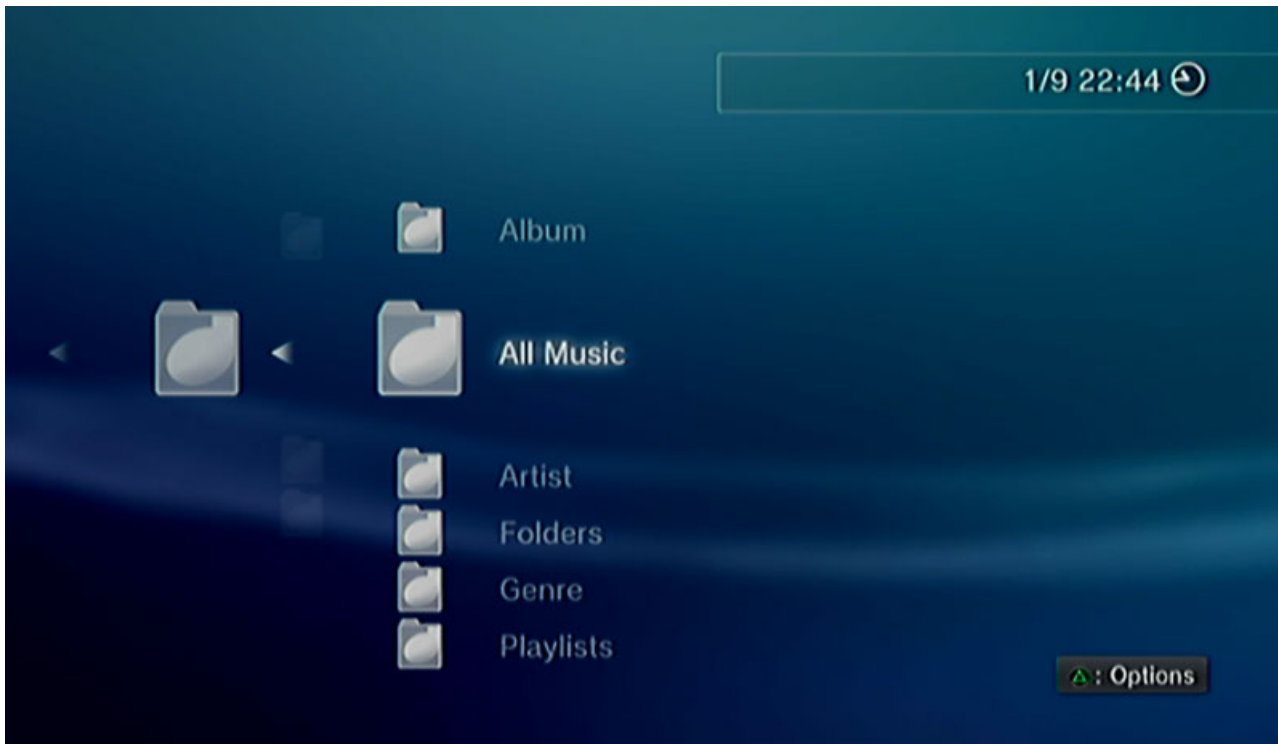 1/9 22:44
Album
All Music
Artist
Folders
Genre
Playlists
: Options